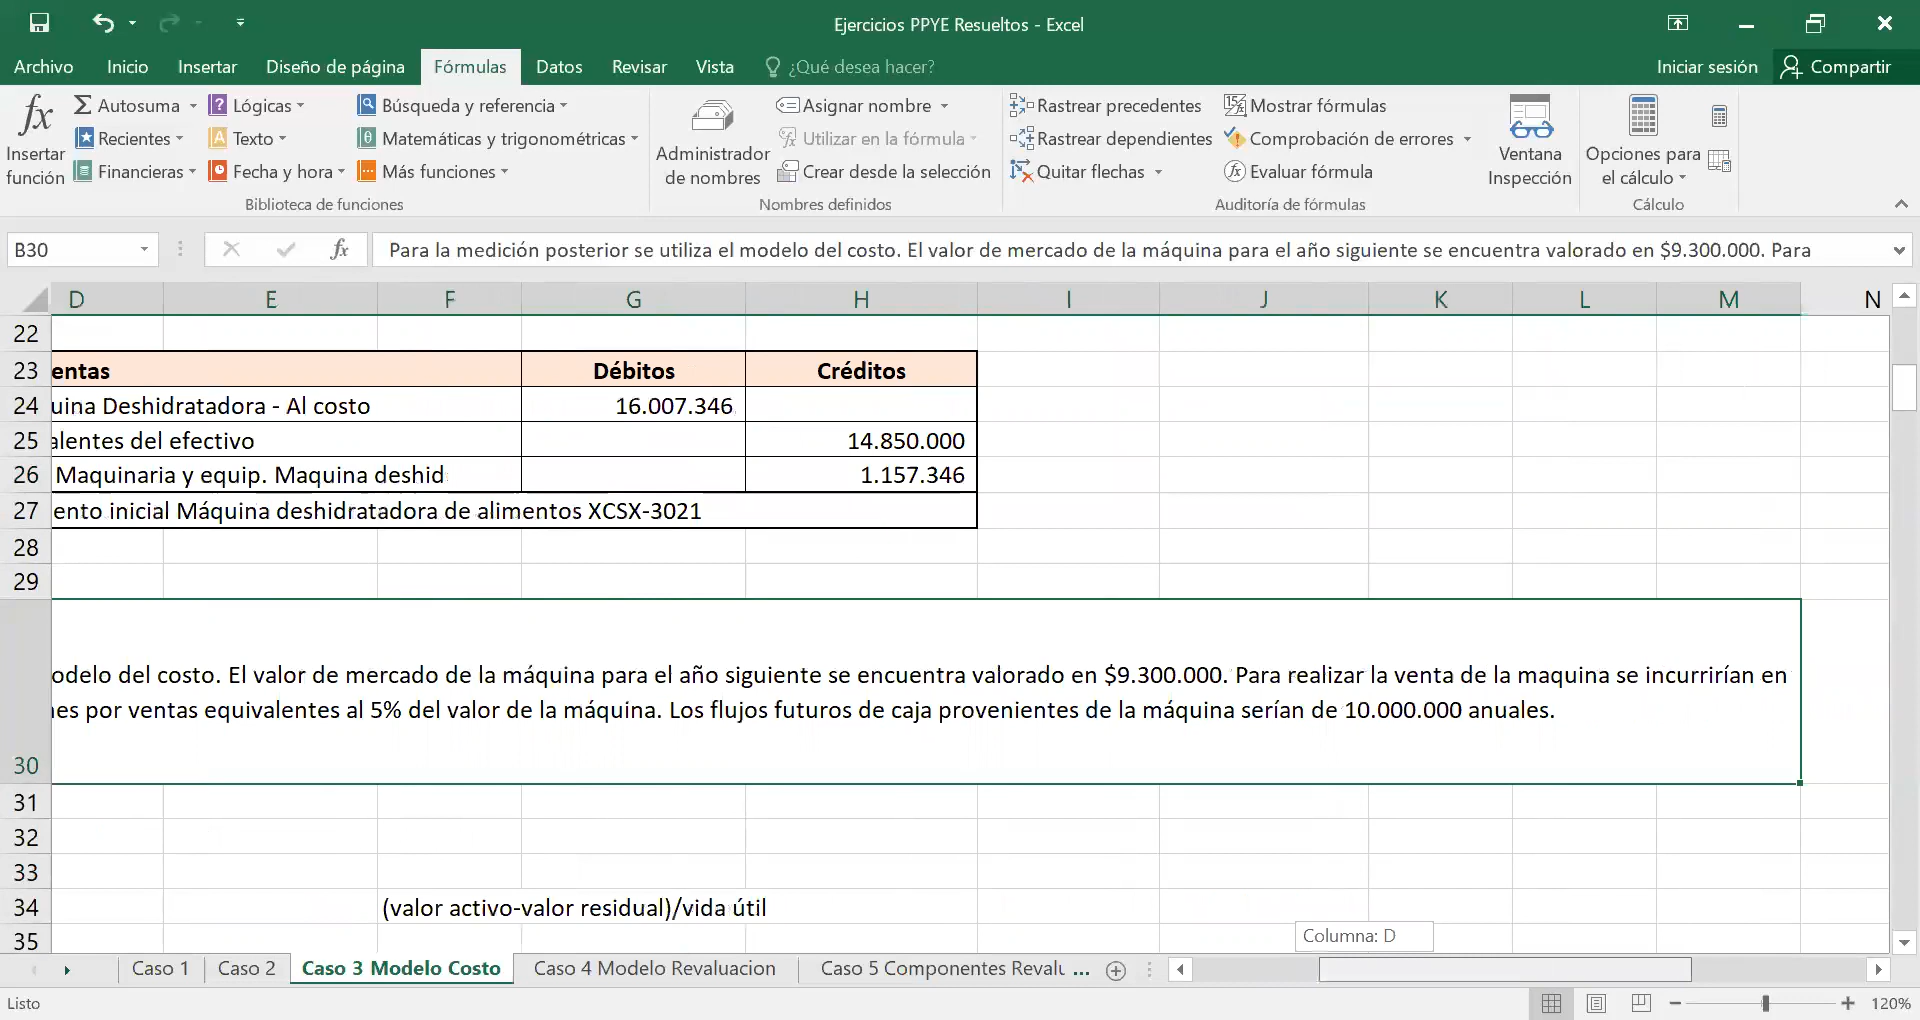 Ejercicios PPYE Resueltos - Excel
Archivo Inicio Insertar Diseño de página Fórmulas Datos Revisar Vista ¿Qué desea hacer? Iniciar sesión Compartir
fx Σ Autosuma Lógicas Búsqueda y referencia Asignar nombre Rastrear precedentes Mostrar fórmulas
Recientes Texto Matemáticas y trigonométricas Utilizar en la fórmula Rastrear dependientes Comprobación de errores
Insertar función Financieras Fecha y hora Más funciones Administrador de nombres Crear desde la selección Quitar flechas Evaluar fórmula Ventana Inspección Opciones para el cálculo
Biblioteca de funciones Nombres definidos Auditoría de fórmulas Cálculo
B30 fx Para la medición posterior se utiliza el modelo del costo. El valor de mercado de la máquina para el año siguiente se encuentra valorado en $9.300.000. Para
D E F G H I J K L M N
22
23 entas Débitos Créditos
24 uina Deshidratadora - Al costo 16.007.346
25 alentes del efectivo 14.850.000
26 Maquinaria y equip. Maquina deshid 1.157.346
27 ento inicial Máquina deshidratadora de alimentos XCSX-3021
28
29
odelo del costo. El valor de mercado de la máquina para el año siguiente se encuentra valorado en $9.300.000. Para realizar la venta de la maquina se incurrirían en
es por ventas equivalentes al 5% del valor de la máquina. Los flujos futuros de caja provenientes de la máquina serían de 10.000.000 anuales.
30
31
32
33
34 (valor activo-valor residual)/vida útil
35 Columna: D
Caso 1 Caso 2 Caso 3 Modelo Costo Caso 4 Modelo Revaluacion Caso 5 Componentes Revalu ...
Listo 120%